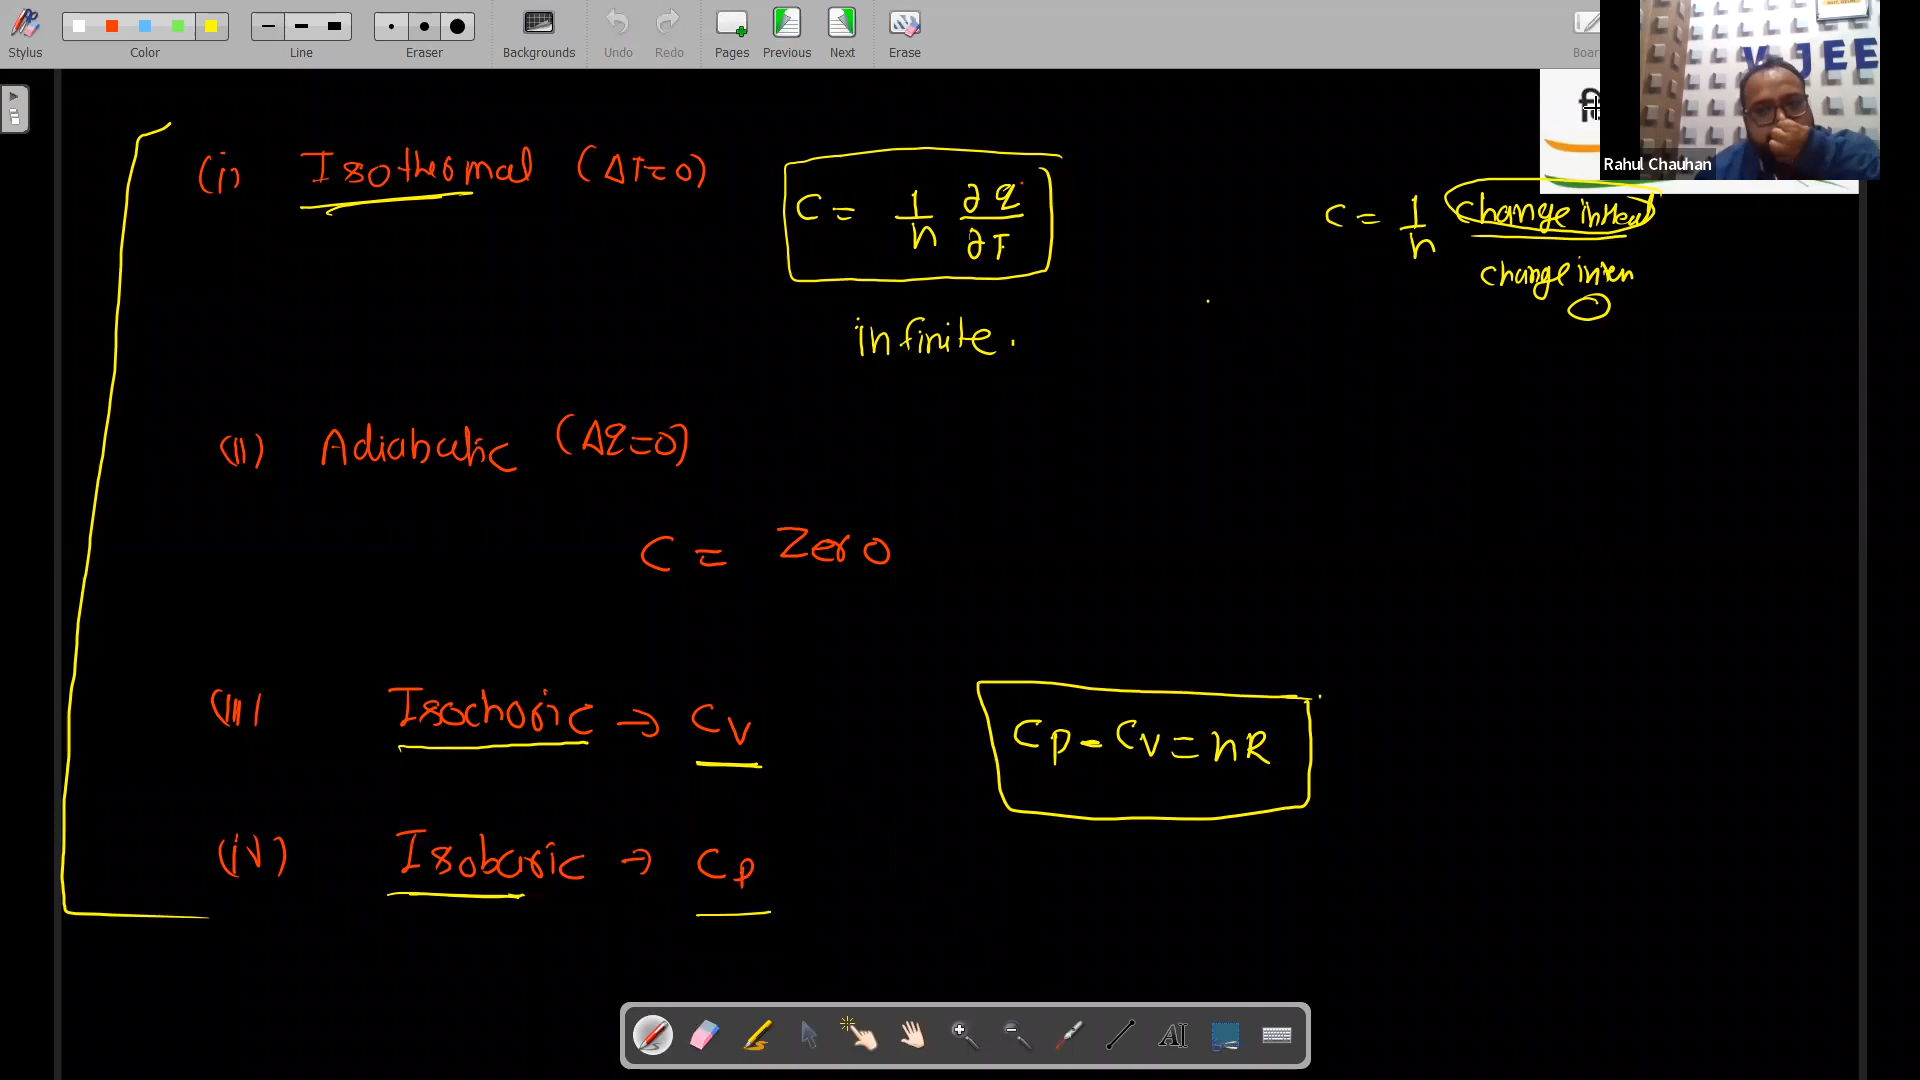 Stylus Color Line Eraser Backgrounds Undo Redo Pages Previous Next Erase
JEE
Rahul Chauhan
(i) Isothermal (ΔT=0)
C = 1/n ∂q/∂T
infinite.
C = 1/n change in Heat
change in tem
0
(ii) Adiabatic (Δq=0)
C = Zero
(iii) Isochoric → Cv
Cp - Cv = nR
(iv) Isobaric → Cp